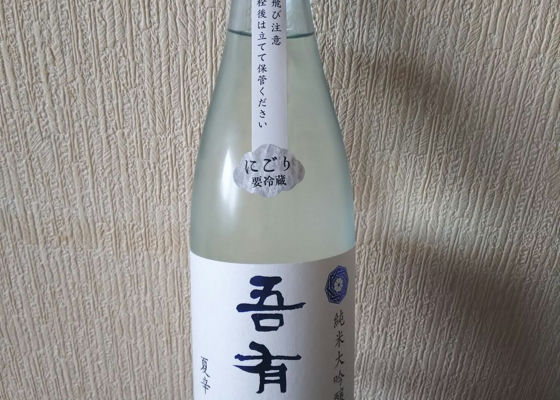 飛び注意
栓後は立てて保管ください
にごり
要冷蔵
純米大吟醸
吾有
夏辛